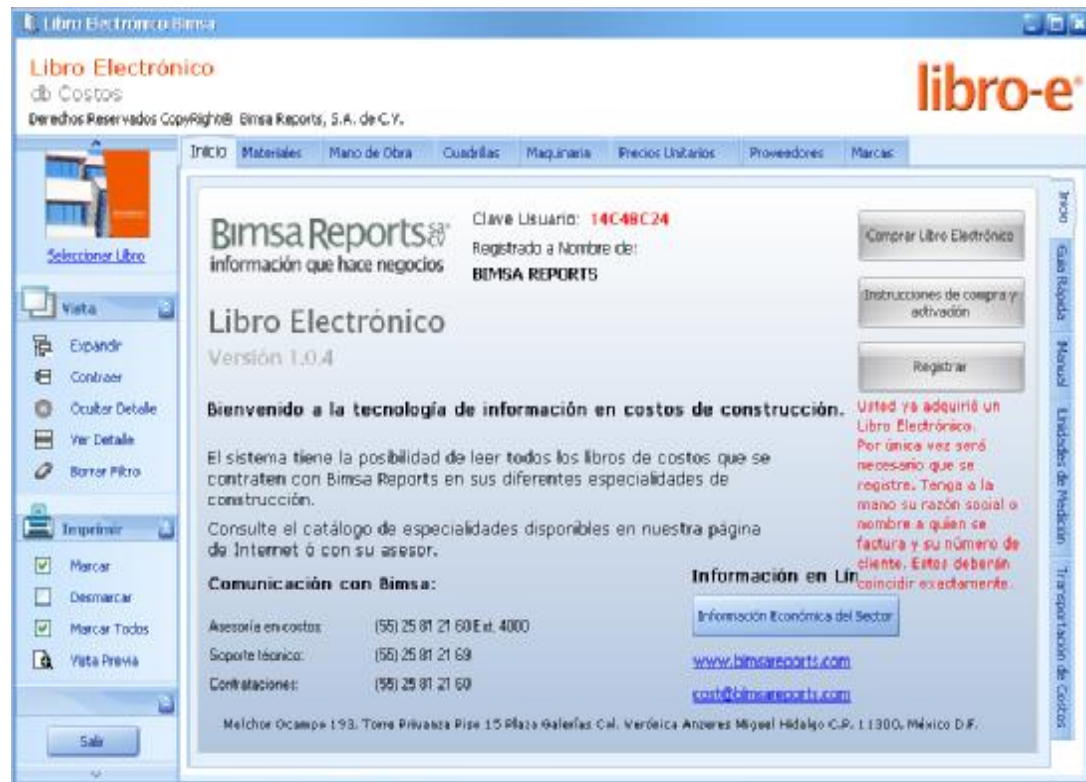 Libro Electrónico Bimsa
Libro Electrónico
db Costos
Derechos Reservados CopyRight® Bimsa Reports, S.A. de C.V.
libro-e
Inicio Materiales Mano de Obra Cuadrillas Maquinaria Precios Unitarios Proveedores Marcas
Seleccionar Libro
Vista
Expandir
Contraer
Ocultar Detalle
Ver Detalle
Borrar Filtro
Imprimir
Marcar
Desmarcar
Marcar Todos
Vista Previa
Salir
Bimsa Reports SA CV
información que hace negocios
Clave Usuario: 14C48C24
Registrado a Nombre de:
BIMSA REPORTS
Libro Electrónico
Versión 1.0.4
Bienvenido a la tecnología de información en costos de construcción.
El sistema tiene la posibilidad de leer todos los libros de costos que se
contraten con Bimsa Reports en sus diferentes especialidades de
construcción.
Consulte el catálogo de especialidades disponibles en nuestra página
de Internet ó con su asesor.
Comunicación con Bimsa:
Asesoría en costos: (55) 25 81 21 60 Ext. 4000
Soporte técnico: (55) 25 81 21 69
Contrataciones: (55) 25 81 21 60
Información en Lín
Información Económica del Sector
www.bimsareports.com
cost@bimsareports.com
Melchor Ocampo 193. Torre Privanza Piso 15 Plaza Galerías Col. Verónica Anzures Miguel Hidalgo C.P. 11300, México D.F.
Comprar Libro Electrónico
Instrucciones de compra y
activación
Registrar
Usted ya adquirió un
Libro Electrónico.
Por única vez será
necesario que se
registre. Tenga a la
mano su razón social o
nombre a quien se
factura y su número de
cliente. Estos deberán
coincidir exactamente.
Inicio
Guia Rápida
Manual
Unidades de Medición
Transportación de Costos